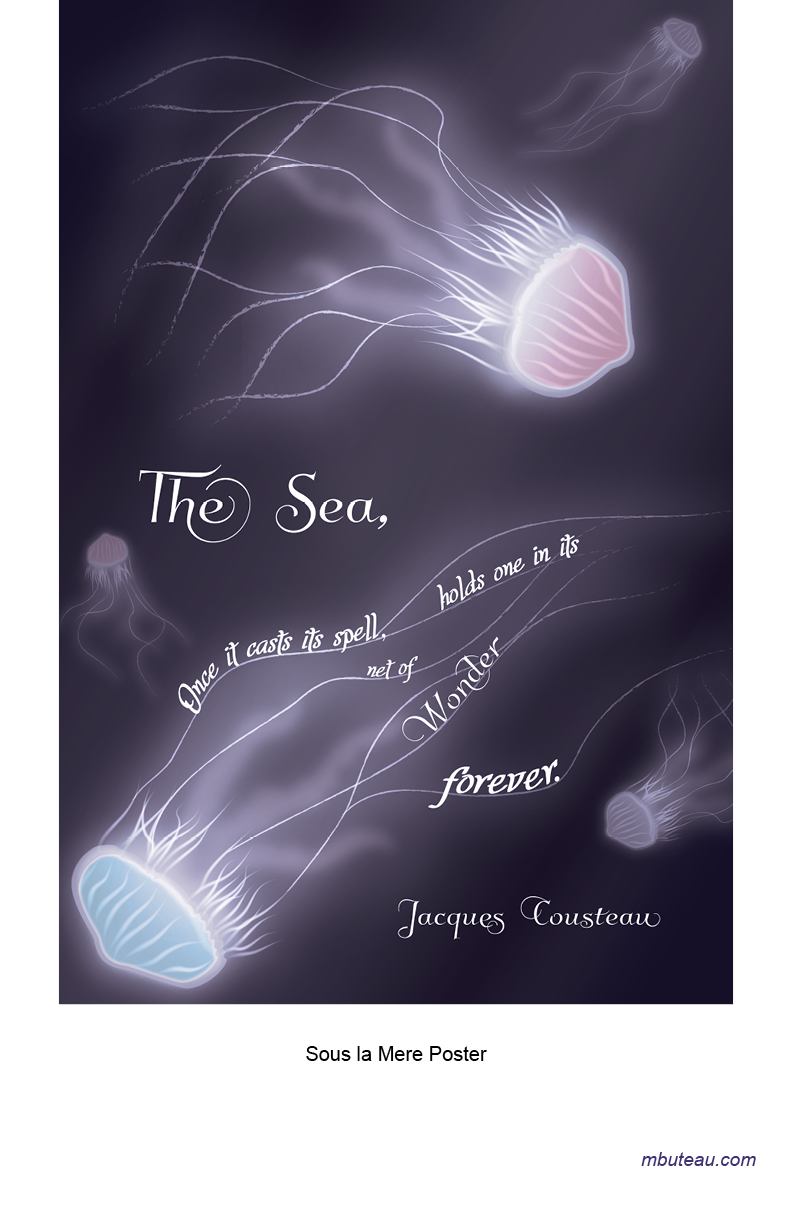 The Sea,
Once it casts its spell,
holds one in its
net of
Wonder
forever.
Jacques Cousteau
Sous la Mere Poster
mbuteau.com